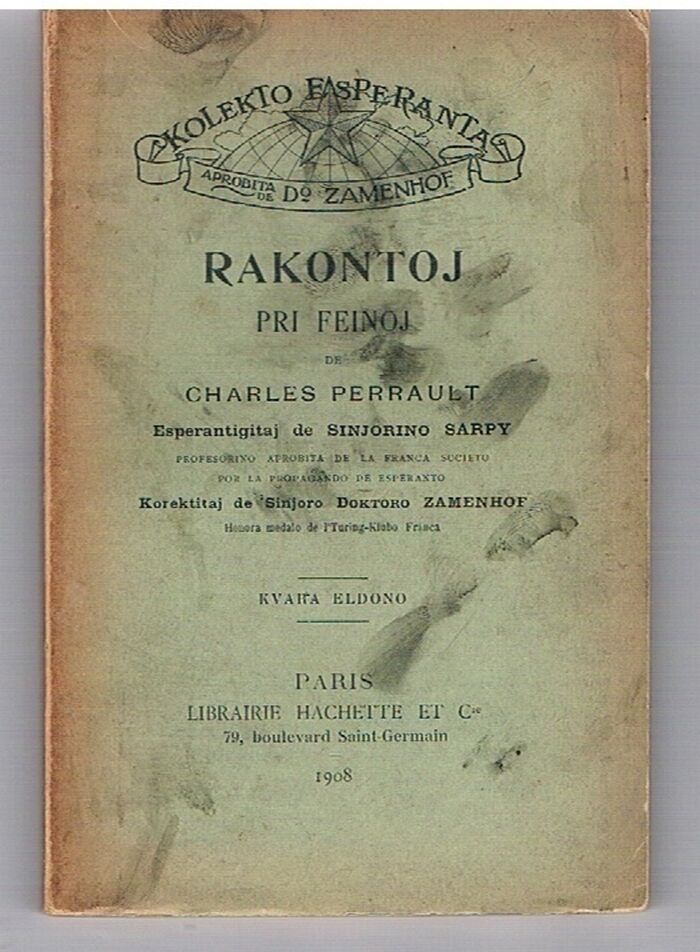 KOLEKTO ESPERANTA
APROBITA DE Do ZAMENHOF
RAKONTOJ
PRI FEINOJ
DE
CHARLES PERRAULT
Esperantigitaj de SINJORINO SARPY
PROFESORINO APROBITA DE LA FRANCA SOCIETO
POR LA PROPAGANDO DE ESPERANTO
Korektitaj de Sinjoro DOKTORO ZAMENHOF
Honora medalo de l'Turing-Klubo Franca
KVARA ELDONO
PARIS
LIBRAIRIE HACHETTE ET Cie
79, boulevard Saint-Germain
1908